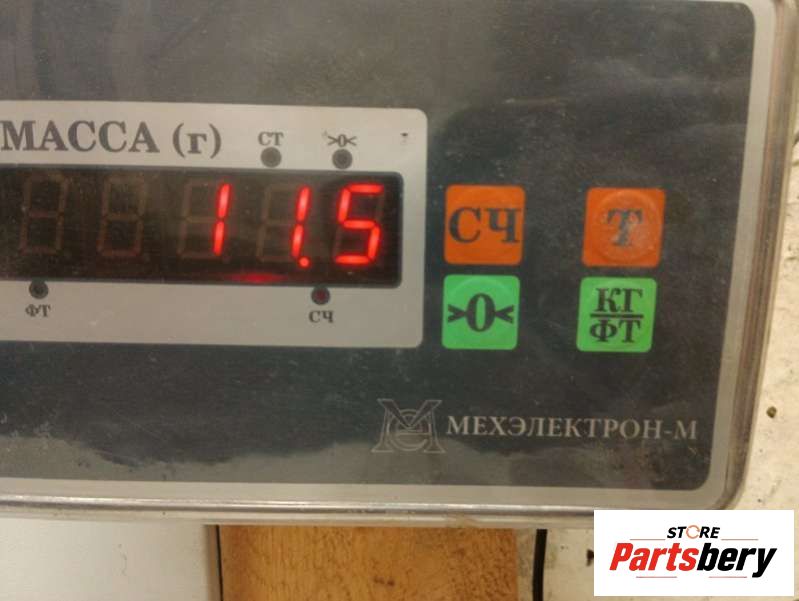 МАССА (г)
СТ
>0<
11.5
ФТ
СЧ
СЧ
Т
>0<
КГ
ФТ
МЕХЭЛЕКТРОН-М
STORE
Partsbery